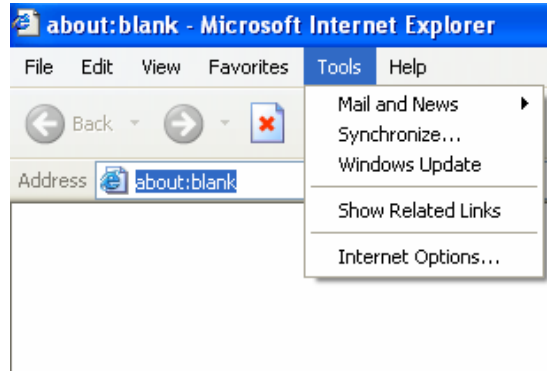 about:blank - Microsoft Internet Explorer
File Edit View Favorites Tools Help
Mail and News
Back
Synchronize...
Windows Update
Address about:blank
Show Related Links
Internet Options...